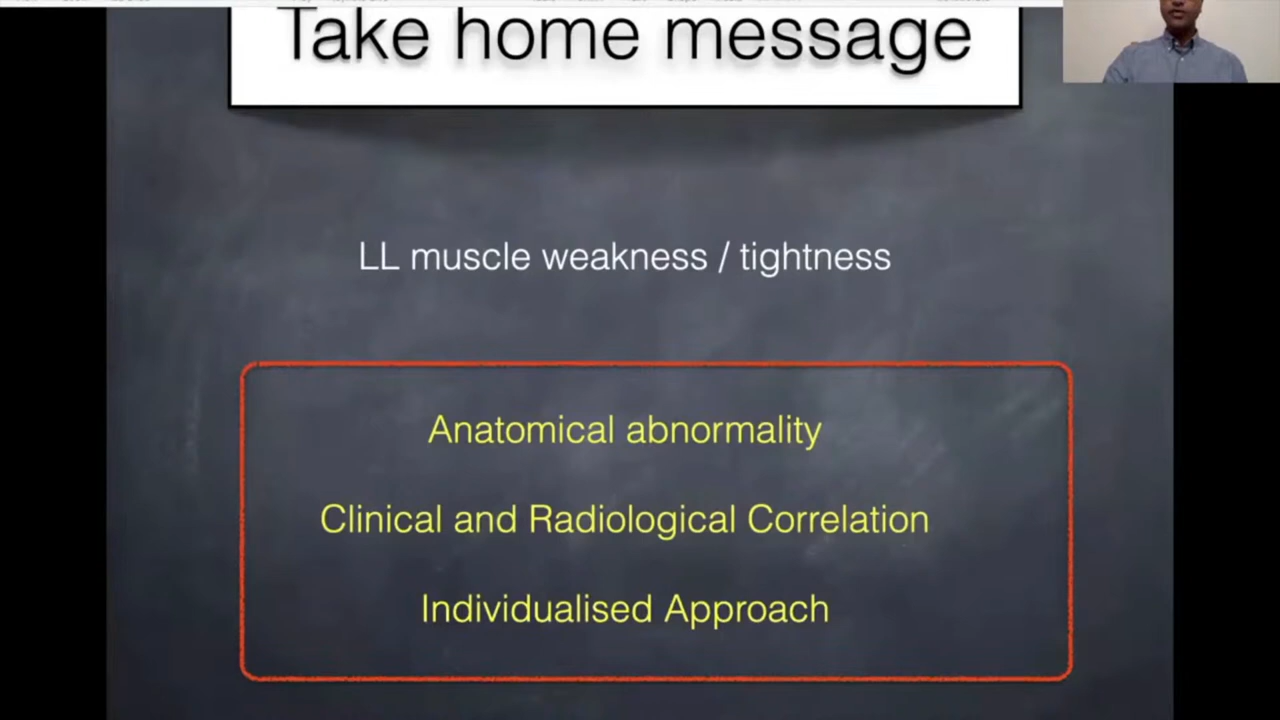 Take home message
LL muscle weakness / tightness
Anatomical abnormality
Clinical and Radiological Correlation
Individualised Approach